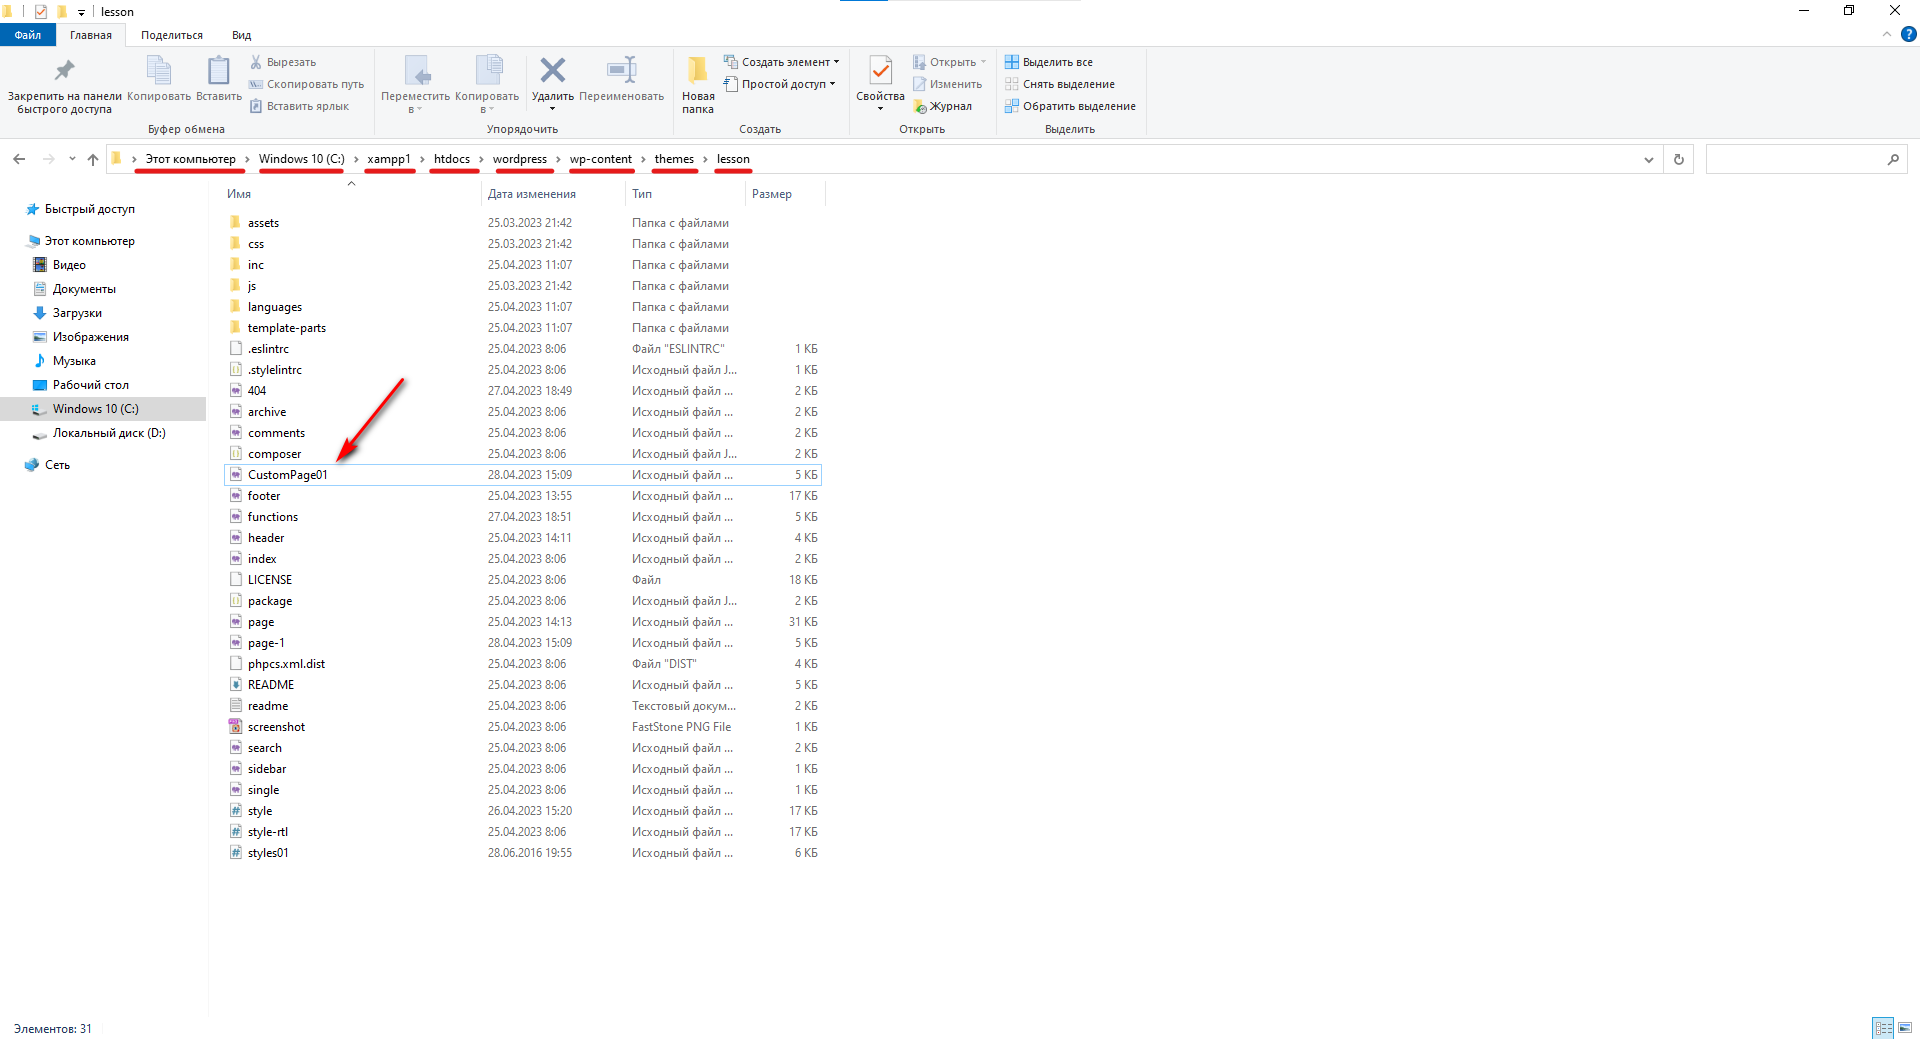 lesson
Файл Главная Поделиться Вид
Закрепить на панели быстрого доступа
Копировать
Вставить
Вырезать
Скопировать путь
Вставить ярлык
Буфер обмена
Переместить в
Копировать в
Удалить
Переименовать
Упорядочить
Новая папка
Создать элемент
Простой доступ
Создать
Свойства
Открыть
Изменить
Журнал
Открыть
Выделить все
Снять выделение
Обратить выделение
Выделить
Этот компьютер > Windows 10 (C:) > xampp1 > htdocs > wordpress > wp-content > themes > lesson
Быстрый доступ
Этот компьютер
Видео
Документы
Загрузки
Изображения
Музыка
Рабочий стол
Windows 10 (C:)
Локальный диск (D:)
Сеть
Имя Дата изменения Тип Размер
assets 25.03.2023 21:42 Папка с файлами
css 25.03.2023 21:42 Папка с файлами
inc 25.04.2023 11:07 Папка с файлами
js 25.03.2023 21:42 Папка с файлами
languages 25.04.2023 11:07 Папка с файлами
template-parts 25.04.2023 11:07 Папка с файлами
.eslintrc 25.04.2023 8:06 Файл "ESLINTRC" 1 КБ
.stylelintrc 25.04.2023 8:06 Исходный файл J... 1 КБ
404 27.04.2023 18:49 Исходный файл ... 2 КБ
archive 25.04.2023 8:06 Исходный файл ... 2 КБ
comments 25.04.2023 8:06 Исходный файл ... 2 КБ
composer 25.04.2023 8:06 Исходный файл J... 2 КБ
CustomPage01 28.04.2023 15:09 Исходный файл ... 5 КБ
footer 25.04.2023 13:55 Исходный файл ... 17 КБ
functions 27.04.2023 18:51 Исходный файл ... 5 КБ
header 25.04.2023 14:11 Исходный файл ... 4 КБ
index 25.04.2023 8:06 Исходный файл ... 2 КБ
LICENSE 25.04.2023 8:06 Файл 18 КБ
package 25.04.2023 8:06 Исходный файл J... 2 КБ
page 25.04.2023 14:13 Исходный файл ... 31 КБ
page-1 28.04.2023 15:09 Исходный файл ... 5 КБ
phpcs.xml.dist 25.04.2023 8:06 Файл "DIST" 4 КБ
README 25.04.2023 8:06 Исходный файл ... 5 КБ
readme 25.04.2023 8:06 Текстовый докум... 2 КБ
screenshot 25.04.2023 8:06 FastStone PNG File 1 КБ
search 25.04.2023 8:06 Исходный файл ... 2 КБ
sidebar 25.04.2023 8:06 Исходный файл ... 1 КБ
single 25.04.2023 8:06 Исходный файл ... 1 КБ
style 26.04.2023 15:20 Исходный файл ... 17 КБ
style-rtl 25.04.2023 8:06 Исходный файл ... 17 КБ
styles01 28.06.2016 19:55 Исходный файл ... 6 КБ
Элементов: 31